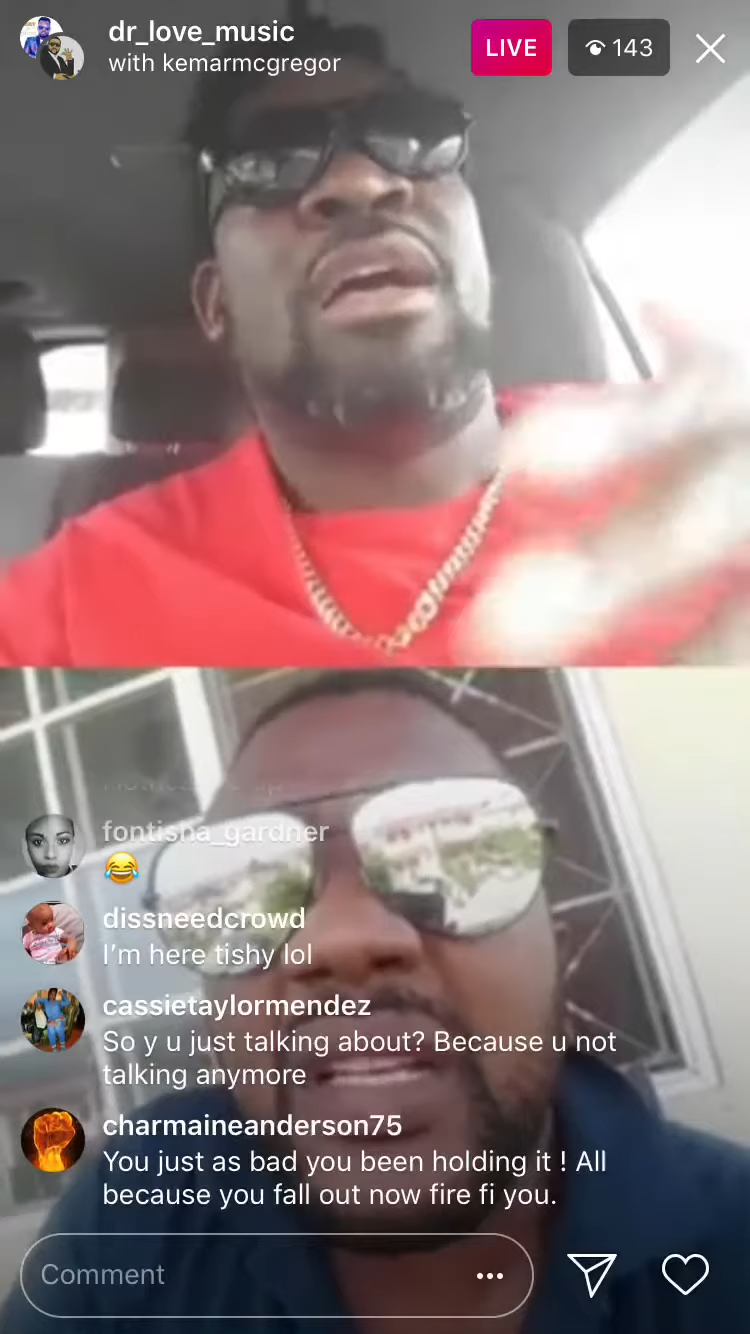 dr_love_music
with kemarmcgregor
LIVE
143
fontisha_gardner
😂
dissneedcrowd
I'm here tishy lol
cassietaylormendez
So y u just talking about? Because u not
talking anymore
charmaineanderson75
You just as bad you been holding it ! All
because you fall out now fire fi you.
Comment